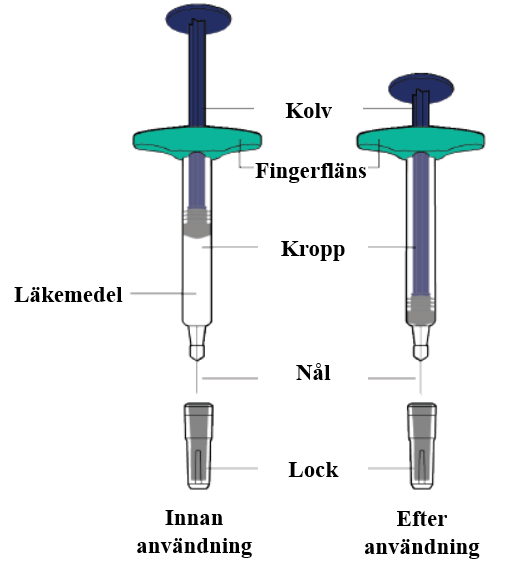 Kolv
Fingerfläns
Kropp
Läkemedel
Nål
Lock
Innan
användning
Efter
användning